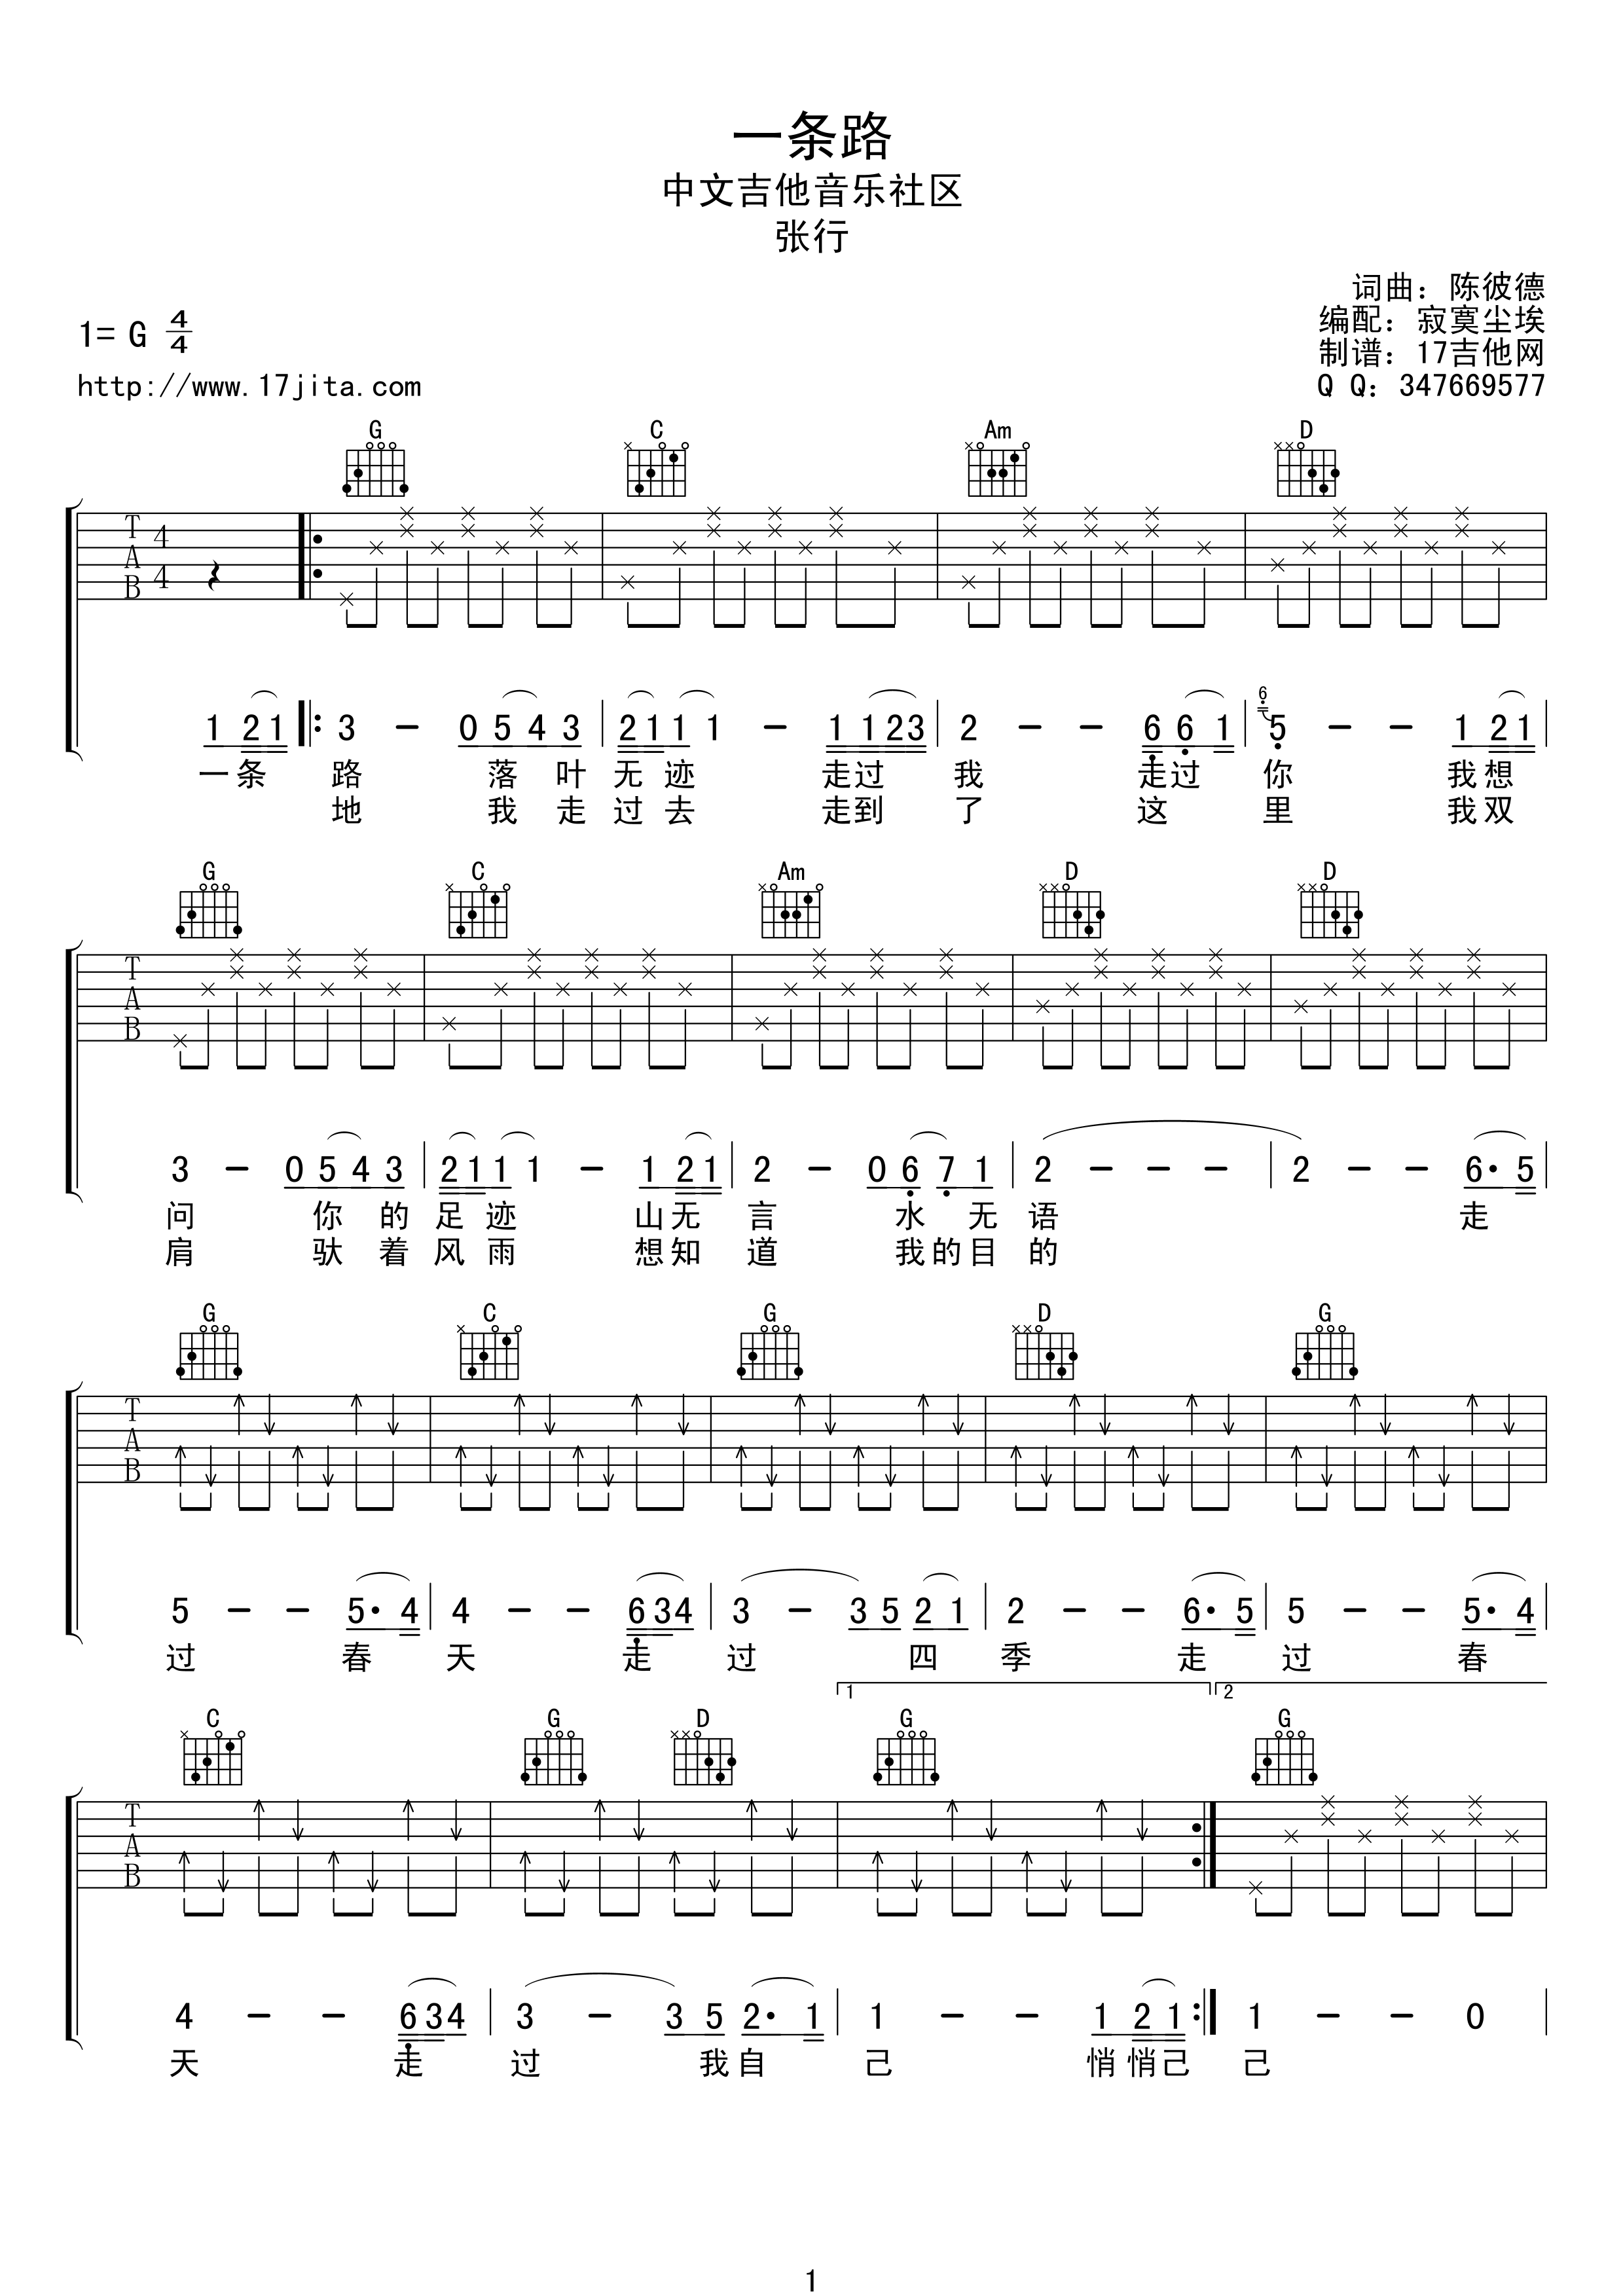 一条路
中文吉他音乐社区
张行
词曲：陈彼德
编配：寂寞尘埃
1= G 4/4
制谱：17吉他网
http://www.17jita.com
Q Q：347669577
G C Am D
T A B 4 4
1 2 1 3 - 0 5 4 3 2 1 1 1 - 1 1 2 3 2 - - 6 6 1 6 5 - - 1 2 1
一条 路 落 叶 无 迹 走过 我 走过 你 我想
地 我 走 过 去 走到 了 这 里 我双
G C Am D D
T A B
3 - 0 5 4 3 2 1 1 1 - 1 2 1 2 - 0 6 7 1 2 - - - 2 - - 6· 5
问 你 的 足 迹 山无 言 水 无 语 走
肩 驮 着 风 雨 想知 道 我的目 的
G C G D G
T A B
5 - - 5· 4 4 - - 6 3 4 3 - 3 5 2 1 2 - - 6· 5 5 - - 5· 4
过 春 天 走 过 四 季 走 过 春
1 2
C G D G G
T A B
4 - - 6 3 4 3 - 3 5 2· 1 1 - - 1 2 1 1 - - 0
天 走 过 我自 己 悄悄己 己
1